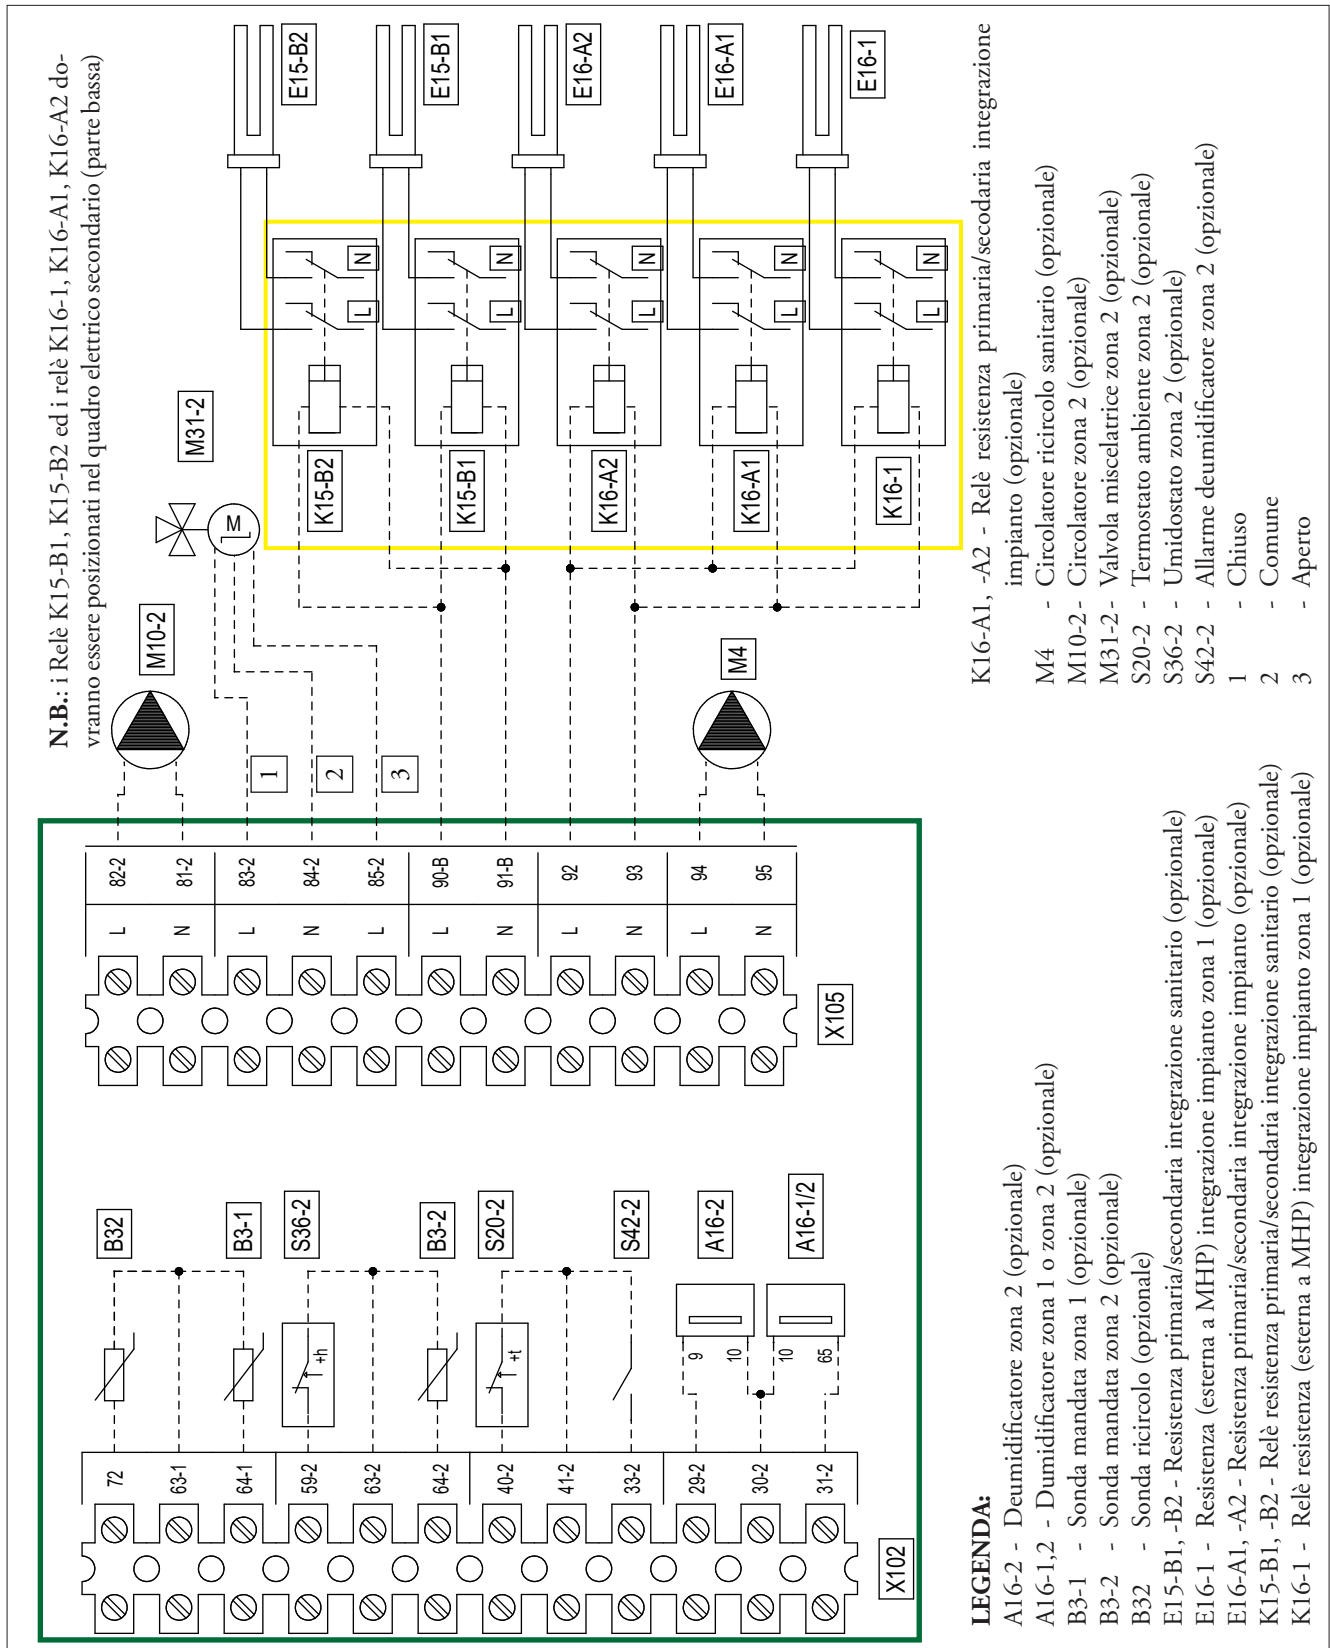 N.B.: i Relè K15-B1, K15-B2 ed i relè K16-1, K16-A1, K16-A2 do-
vranno essere posizionati nel quadro elettrico secondario (parte bassa)
B32
B3-1
S36-2
B3-2
S20-2
S42-2
A16-2
A16-1/2
+h
+t
9
10
10
65
72
63-1
64-1
59-2
63-2
64-2
40-2
41-2
33-2
29-2
30-2
31-2
X102
82-2
81-2
83-2
84-2
85-2
90-B
91-B
92
93
94
95
L
N
L
N
L
L
N
L
N
L
N
X105
M10-2
M31-2
M
1
2
3
M4
K15-B2
K15-B1
K16-A2
K16-A1
K16-1
L
N
L
N
L
N
L
N
L
N
E15-B2
E15-B1
E16-A2
E16-A1
E16-1
LEGENDA:
A16-2 - Deumidificatore zona 2 (opzionale)
A16-1,2 - Dumidificatore zona 1 o zona 2 (opzionale)
B3-1 - Sonda mandata zona 1 (opzionale)
B3-2 - Sonda mandata zona 2 (opzionale)
B32 - Sonda ricircolo (opzionale)
E15-B1, -B2 - Resistenza primaria/secondaria integrazione sanitario (opzionale)
E16-1 - Resistenza (esterna a MHP) integrazione impianto zona 1 (opzionale)
E16-A1, -A2 - Resistenza primaria/secondaria integrazione impianto (opzionale)
K15-B1, -B2 - Relè resistenza primaria/secondaria integrazione sanitario (opzionale)
K16-1 - Relè resistenza (esterna a MHP) integrazione impianto zona 1 (opzionale)
K16-A1, -A2 - Relè resistenza primaria/secodaria integrazione
impianto (opzionale)
M4 - Circolatore ricircolo sanitario (opzionale)
M10-2 - Circolatore zona 2 (opzionale)
M31-2 - Valvola miscelatrice zona 2 (opzionale)
S20-2 - Termostato ambiente zona 2 (opzionale)
S36-2 - Umidostato zona 2 (opzionale)
S42-2 - Allarme deumidificatore zona 2 (opzionale)
1 - Chiuso
2 - Comune
3 - Aperto